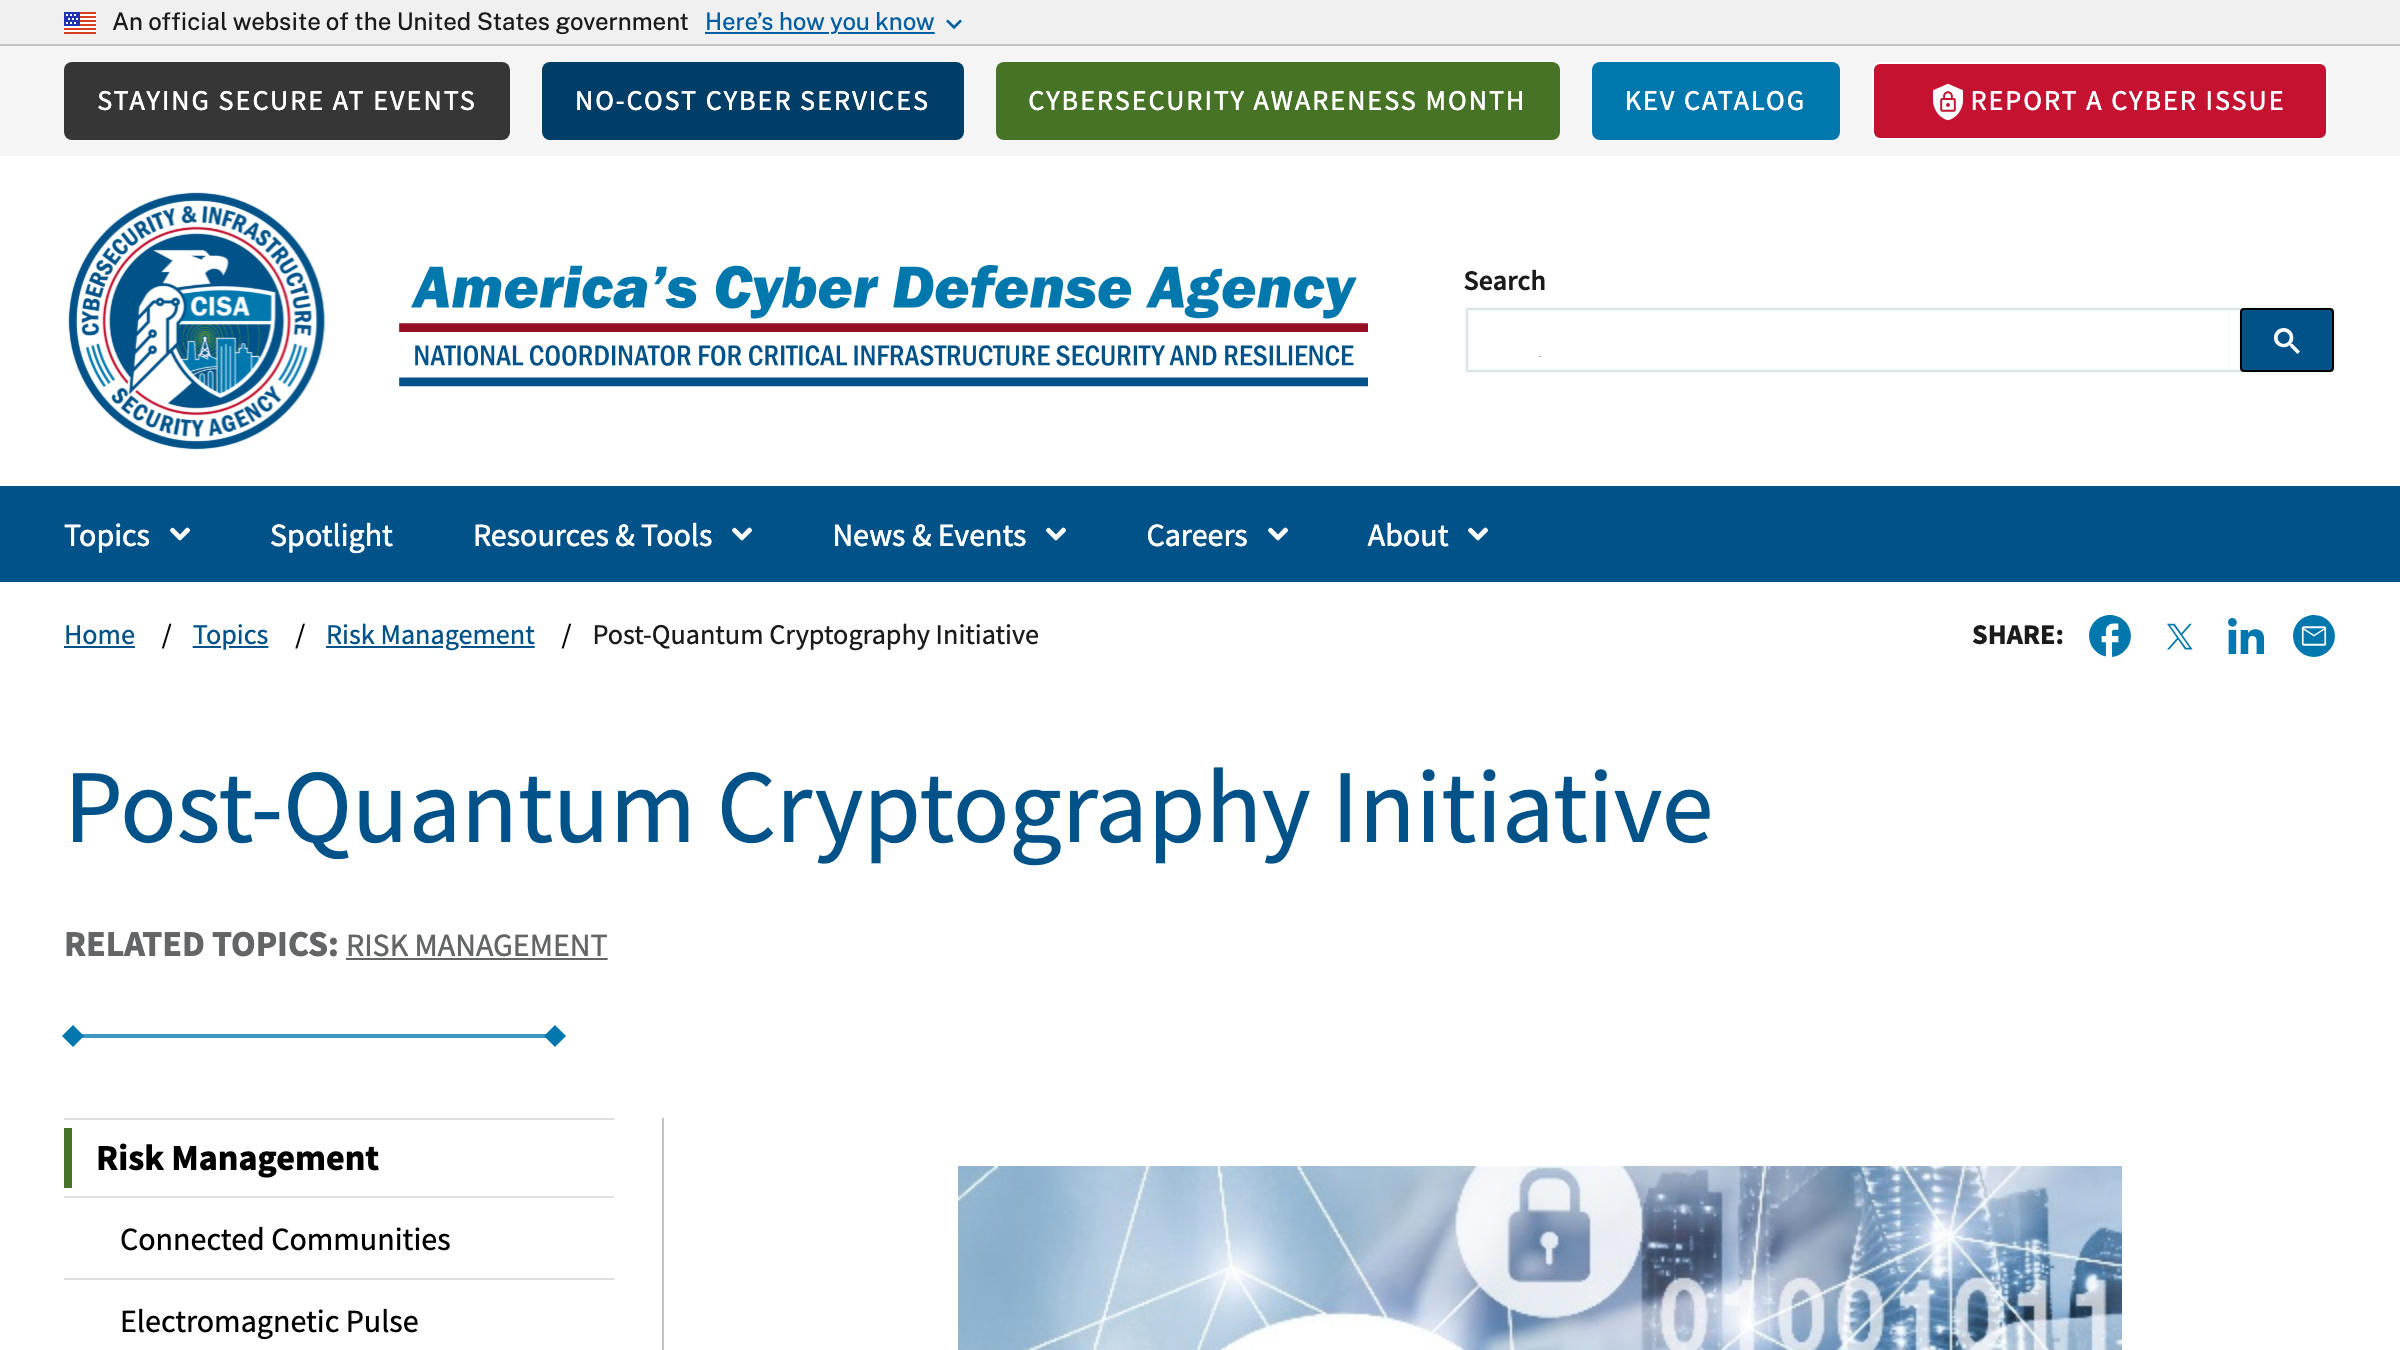 An official website of the United States government Here's how you know
STAYING SECURE AT EVENTS
NO-COST CYBER SERVICES
CYBERSECURITY AWARENESS MONTH
KEV CATALOG
REPORT A CYBER ISSUE
CYBERSECURITY & INFRASTRUCTURE
CISA
SECURITY AGENCY
America's Cyber Defense Agency
NATIONAL COORDINATOR FOR CRITICAL INFRASTRUCTURE SECURITY AND RESILIENCE
Search
Topics Spotlight Resources & Tools News & Events Careers About
Home / Topics / Risk Management / Post-Quantum Cryptography Initiative
SHARE:
Post-Quantum Cryptography Initiative
RELATED TOPICS: RISK MANAGEMENT
Risk Management
Connected Communities
Electromagnetic Pulse
01001011